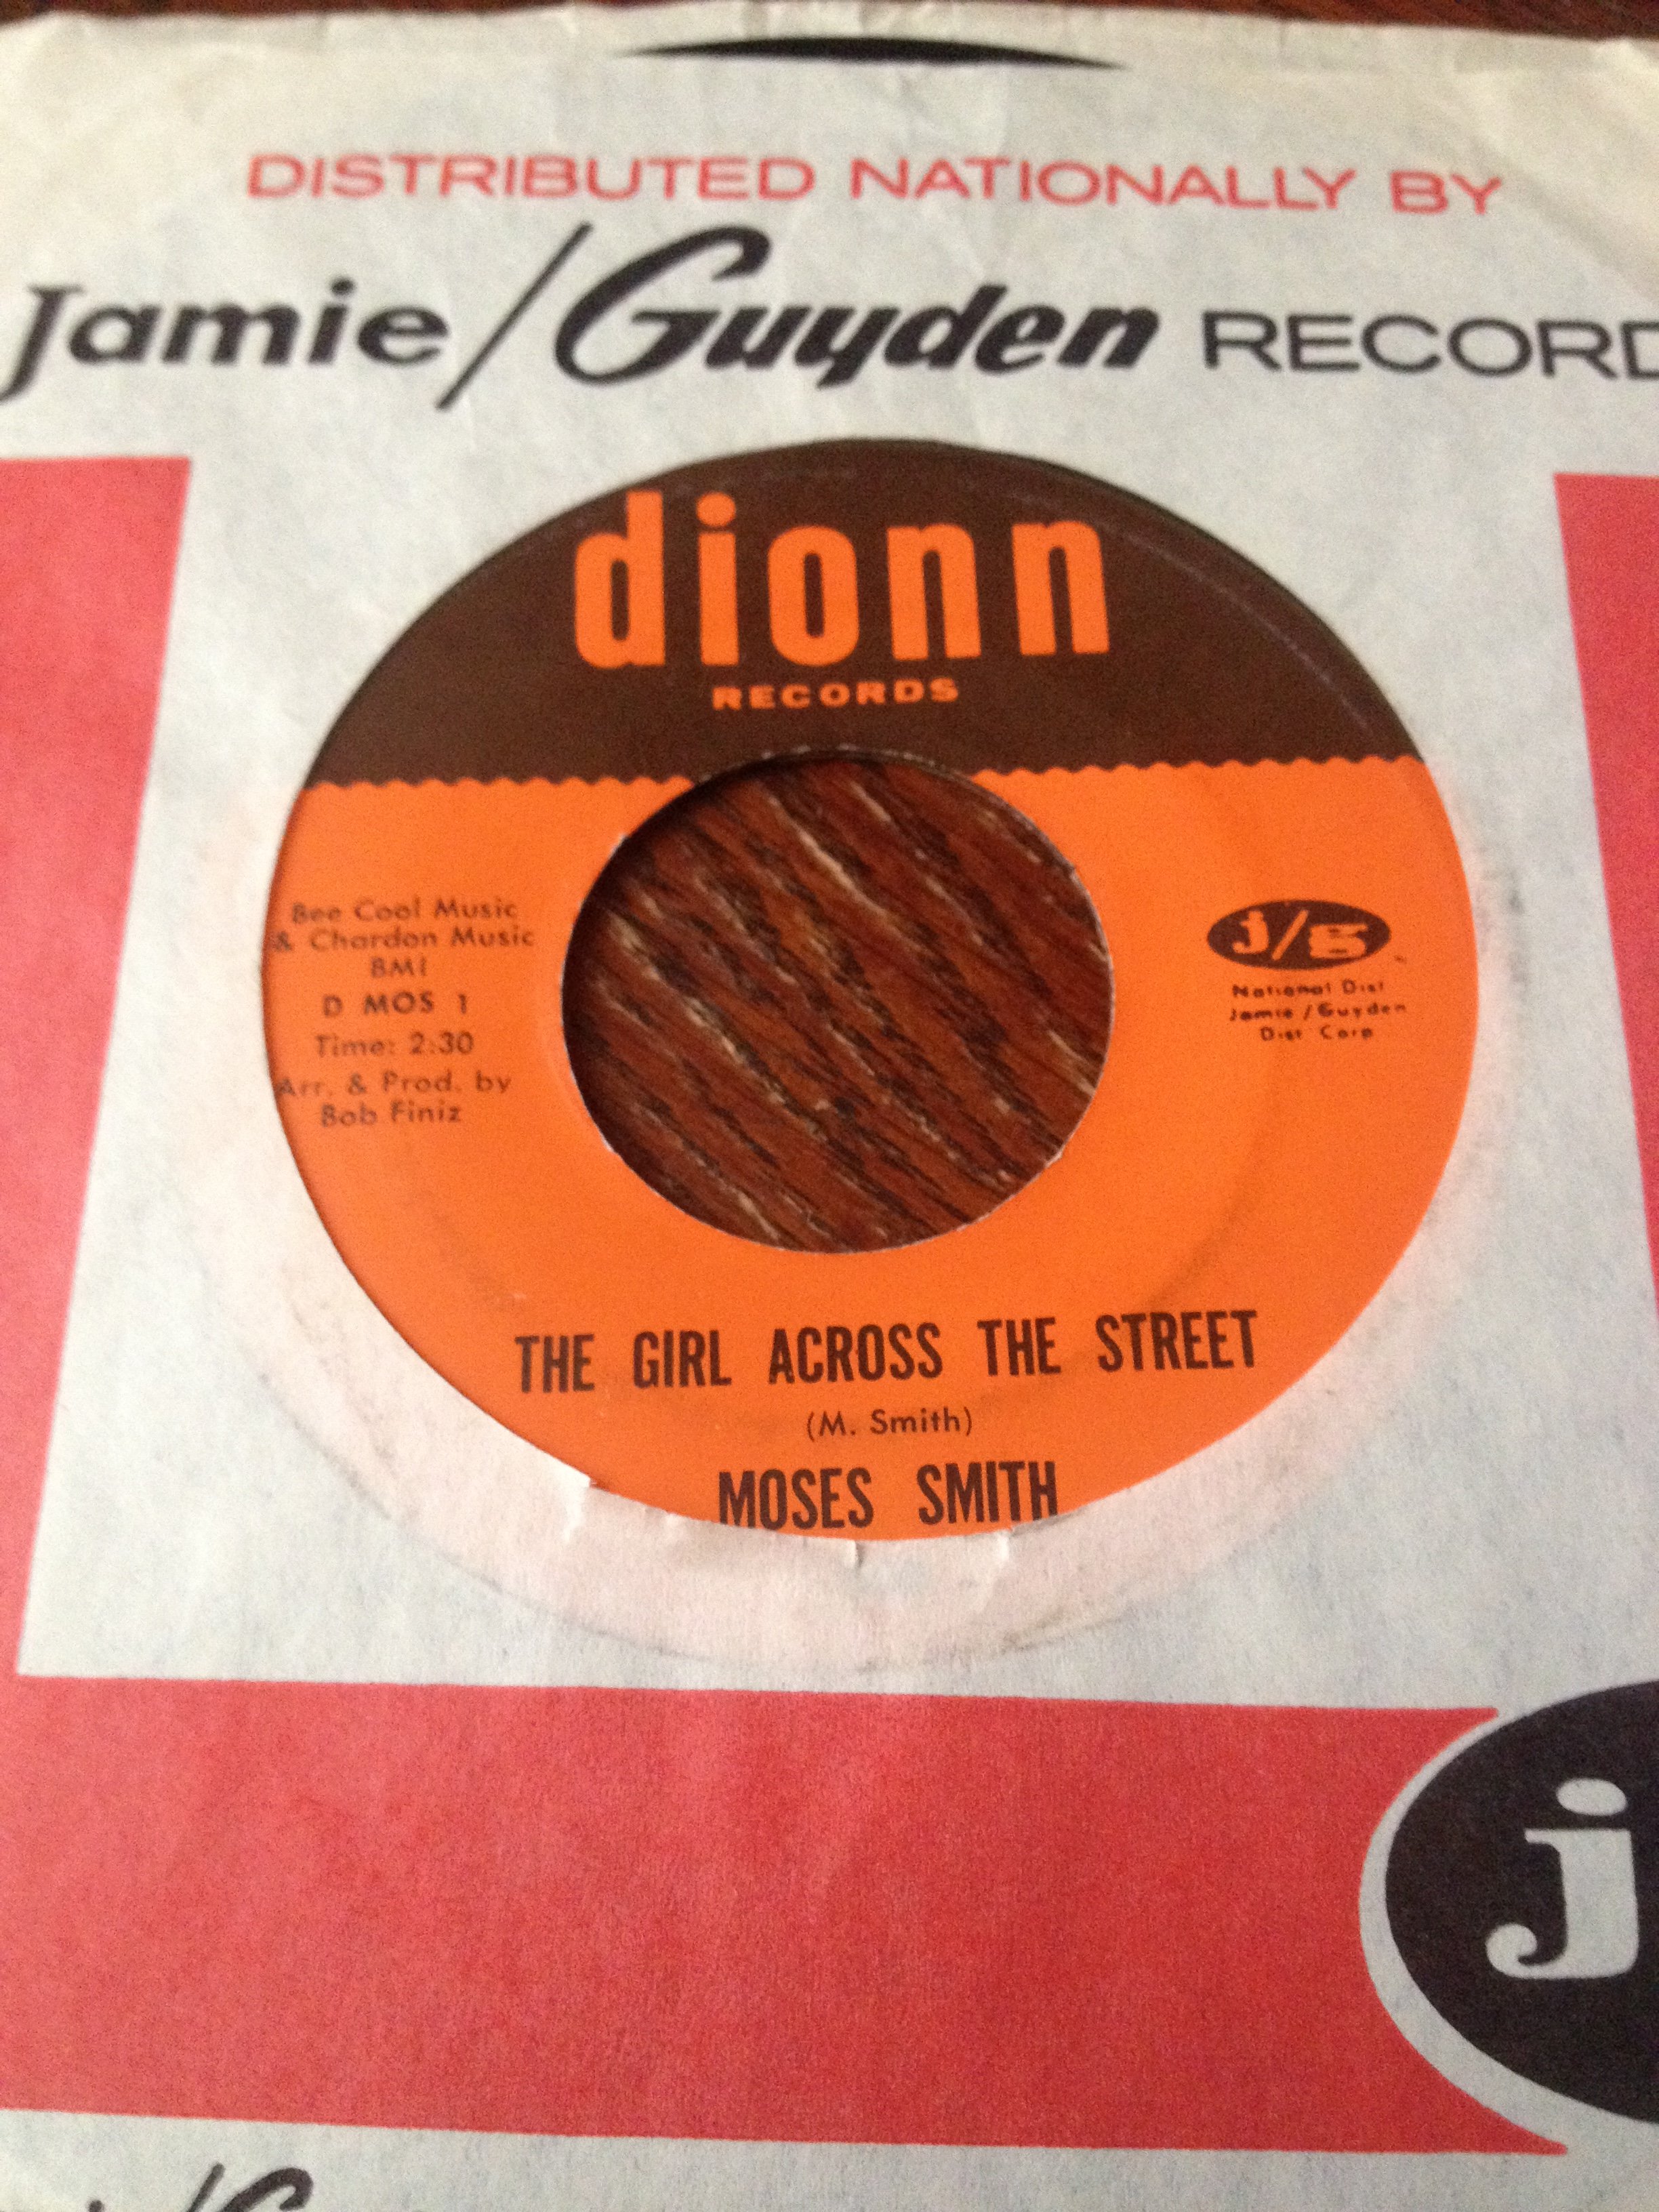 DISTRIBUTED NATIONALLY BY
Jamie/Guyden RECORD
dionn
RECORDS
Bee Cool Music
& Chardon Music
BMI
D MOS 1
Time: 2:30
Arr. & Prod. by
Bob Finiz
j/g
National Dist
Jamie/Guyden
Dist Corp
THE GIRL ACROSS THE STREET
(M. Smith)
MOSES SMITH
j